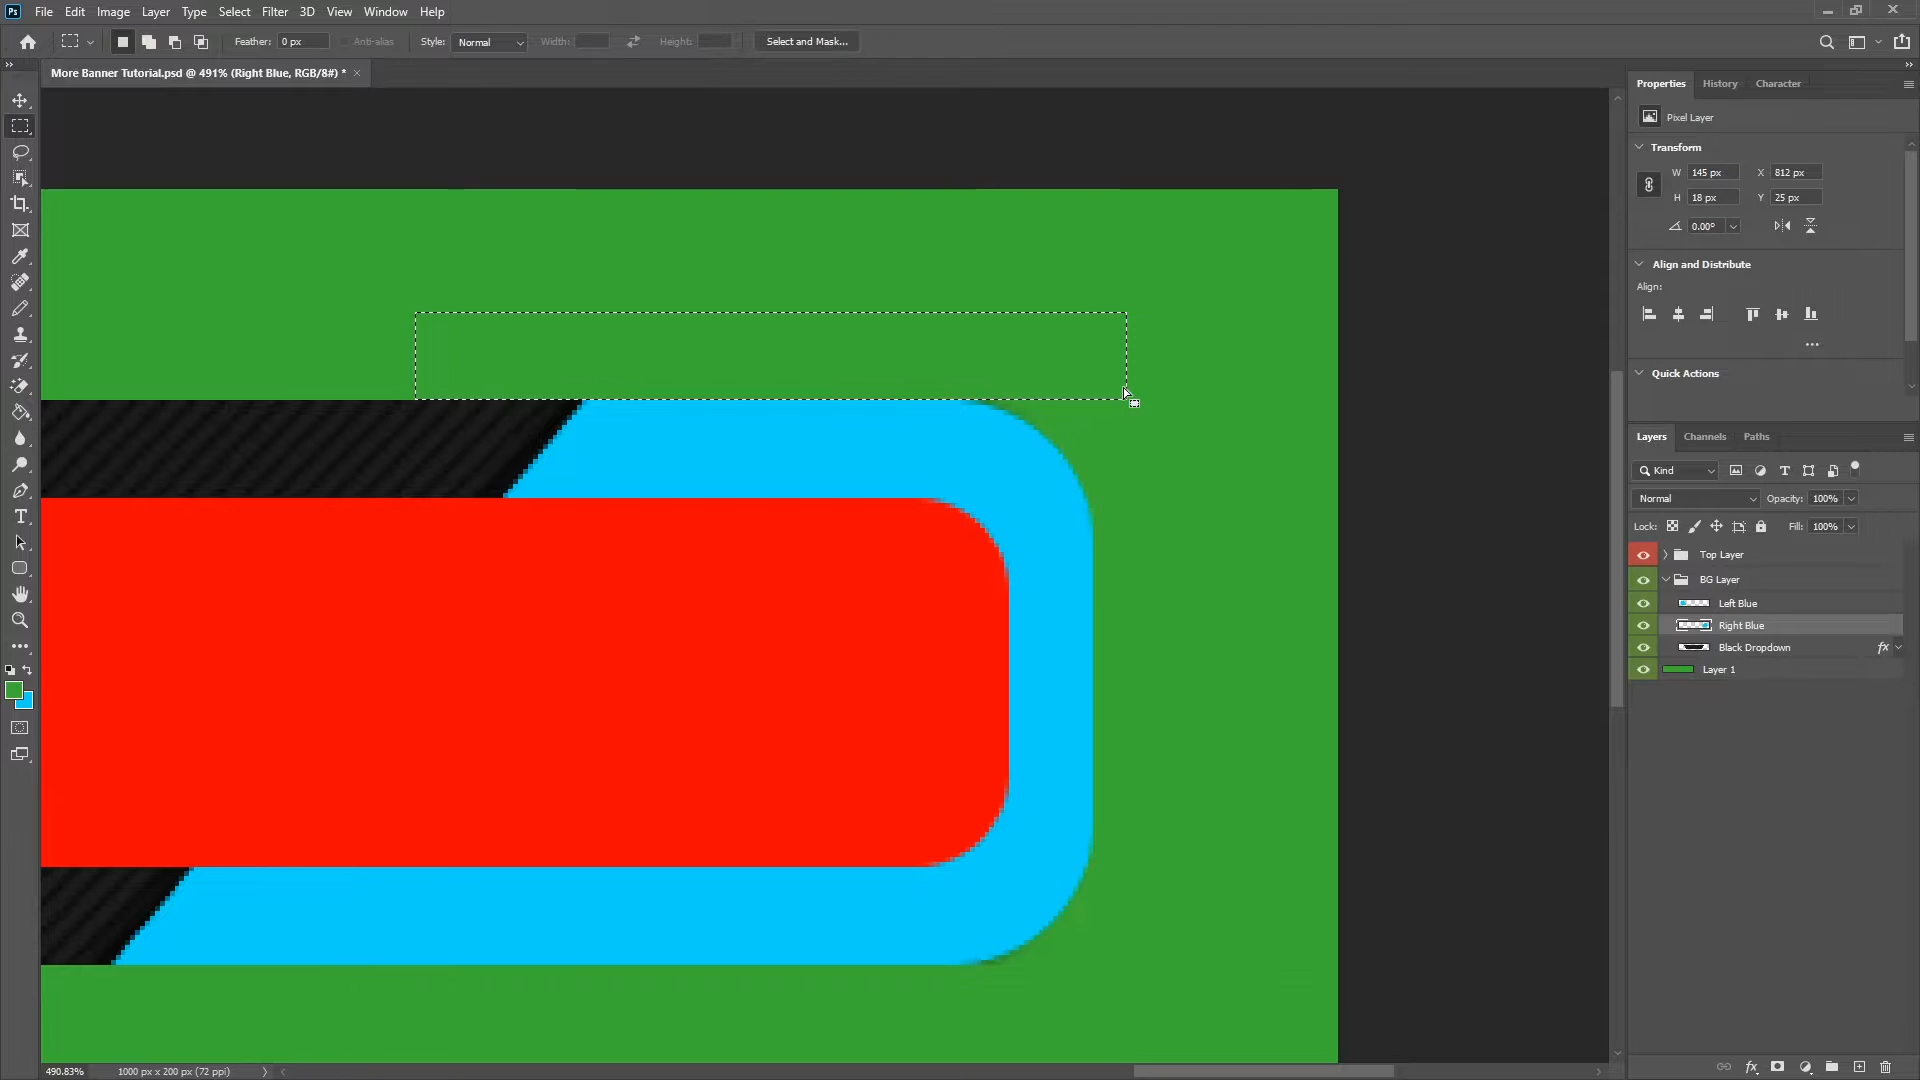 Ps File Edit Image Layer Type Select Filter 3D View Window Help
Feather: 0 px Anti-alias Style: Normal Width: Height: Select and Mask...
More Banner Tutorial.psd @ 491% (Right Blue, RGB/8#) * ×
Properties History Character
Pixel Layer
Transform
W 145 px X 812 px
H 18 px Y 25 px
0.00°
Align and Distribute
Align:
Quick Actions
Layers Channels Paths
Kind
Normal Opacity: 100%
Lock: Fill: 100%
Top Layer
BG Layer
Left Blue
Right Blue
Black Dropdown fx
Layer 1
490.83% 1000 px x 200 px (72 ppi)
fx